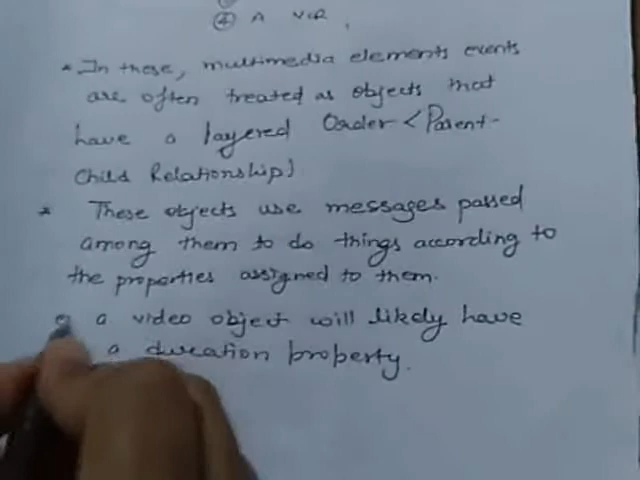 ④ A VCR.
* In these, multimedia elements events
are often treated as objects that
have a layered Order < Parent-
Child Relationship)
* These objects use messages passed
among them to do things according to
the properties assigned to them.
a video object will likely have
a duration property.